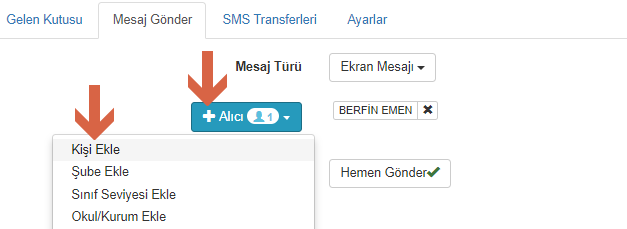 Gelen Kutusu Mesaj Gönder SMS Transferleri Ayarlar
Mesaj Türü Ekran Mesajı
Alıcı 1 BERFİN EMEN
Kişi Ekle
Şube Ekle
Hemen Gönder
Sınıf Seviyesi Ekle
Okul/Kurum Ekle